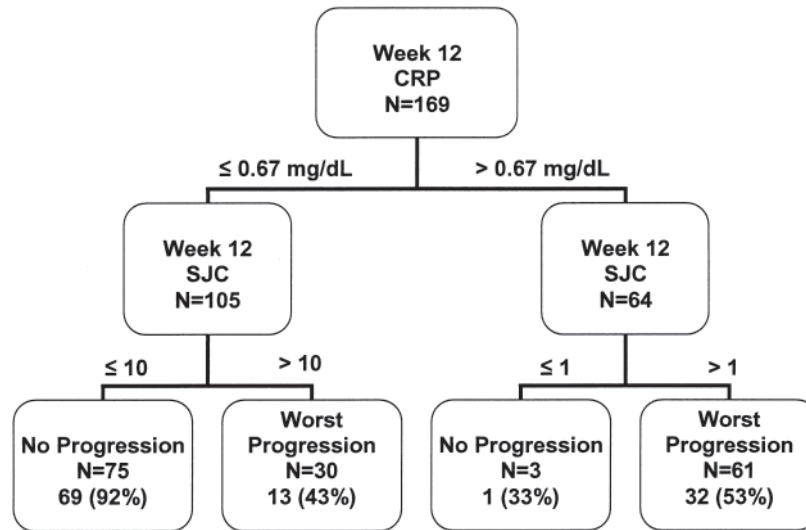 Week 12
CRP
N=169
≤ 0.67 mg/dL
> 0.67 mg/dL
Week 12
SJC
N=105
Week 12
SJC
N=64
≤ 10
> 10
≤ 1
> 1
No Progression
N=75
69 (92%)
Worst
Progression
N=30
13 (43%)
No Progression
N=3
1 (33%)
Worst
Progression
N=61
32 (53%)